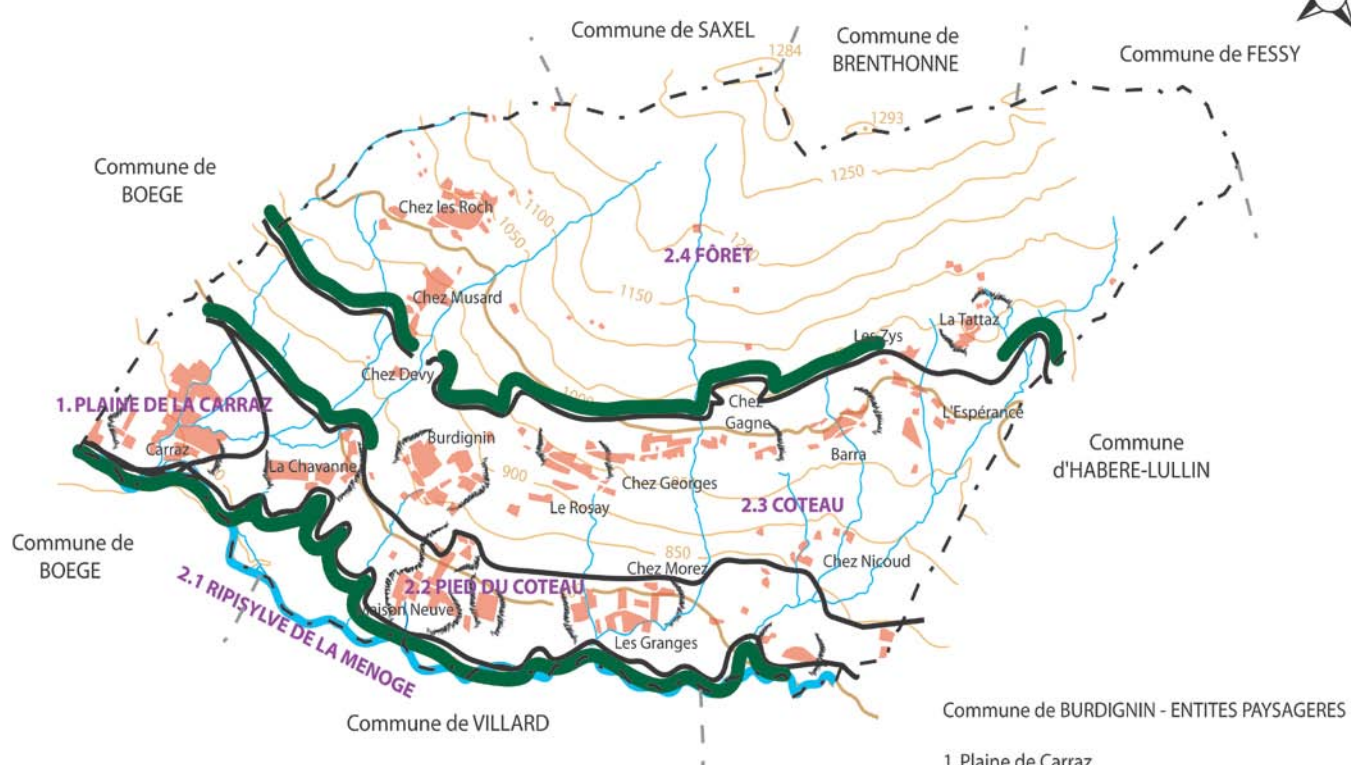 Commune de SAXEL
Commune de
BRENTHONNE
Commune de FESSY
1284
1293
Commune de
BOEGE
1250
Chez les Roch
1100
1050
2.4 FÔRET
1150
Chez Musard
La Tattaz
Les Zys
Chez Devy
1000
1. PLAINE DE LA CARRAZ
Chez
Gagne
L'Espérance
Carraz
Burdignin
La Chavanne
Barra
Commune
d'HABERE-LULLIN
900
Chez Georges
Le Rosay
2.3 COTEAU
Commune de
BOEGE
850
Chez Morez
Chez Nicoud
2.1 RIPISYLVE DE LA MENOGE
2.2 PIED DU COTEAU
Maison Neuve
Les Granges
Commune de VILLARD
Commune de BURDIGNIN - ENTITES PAYSAGERES
1. Plaine de Carraz